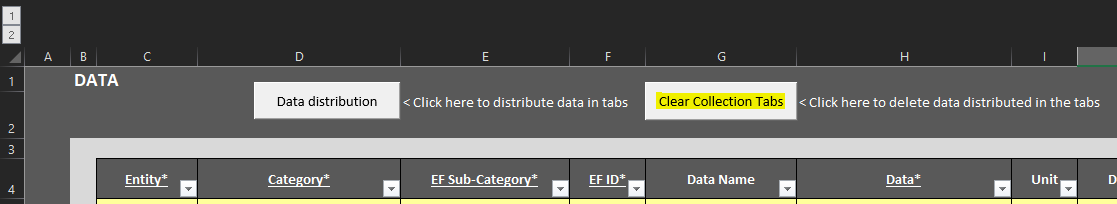 1
2
A B C D E F G H I
1 DATA
Data distribution < Click here to distribute data in tabs Clear Collection Tabs < Click here to delete data distributed in the tabs
2
3
4 Entity* Category* EF Sub-Category* EF ID* Data Name Data* Unit D